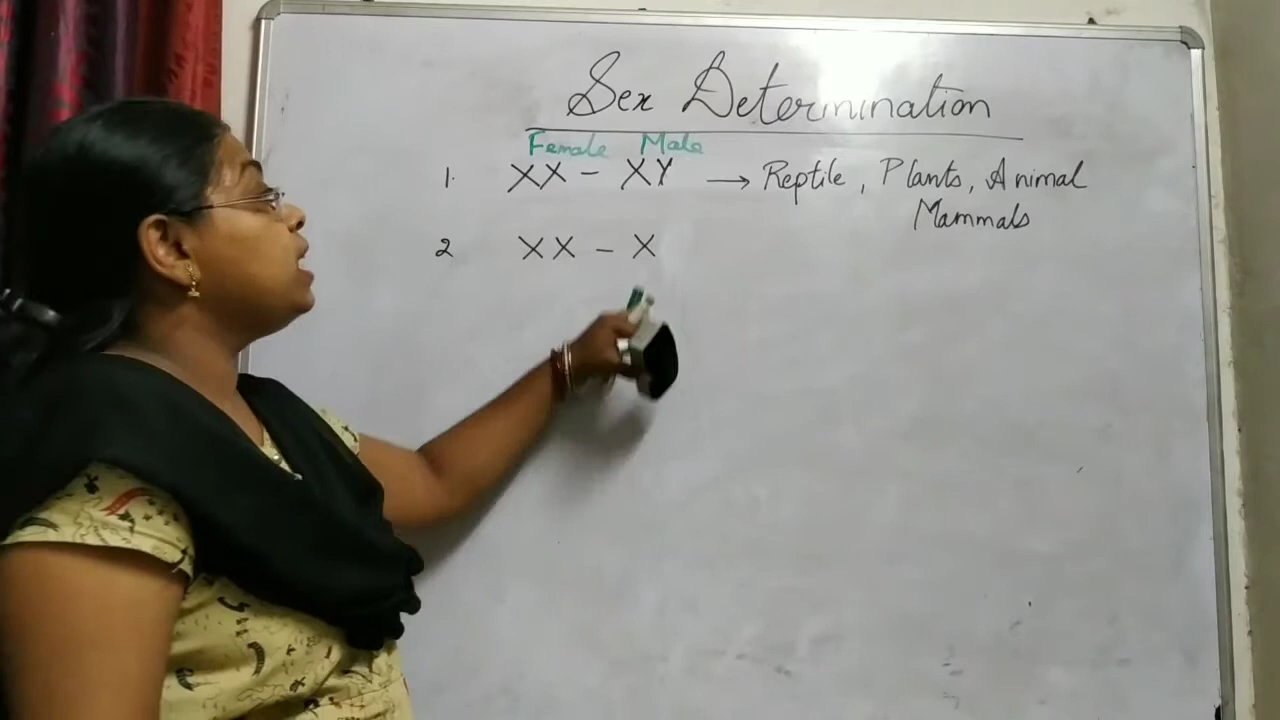 Sex Determination
Female Male
1. XX - XY → Reptile, Plants, Animal
Mammals
2 XX - X